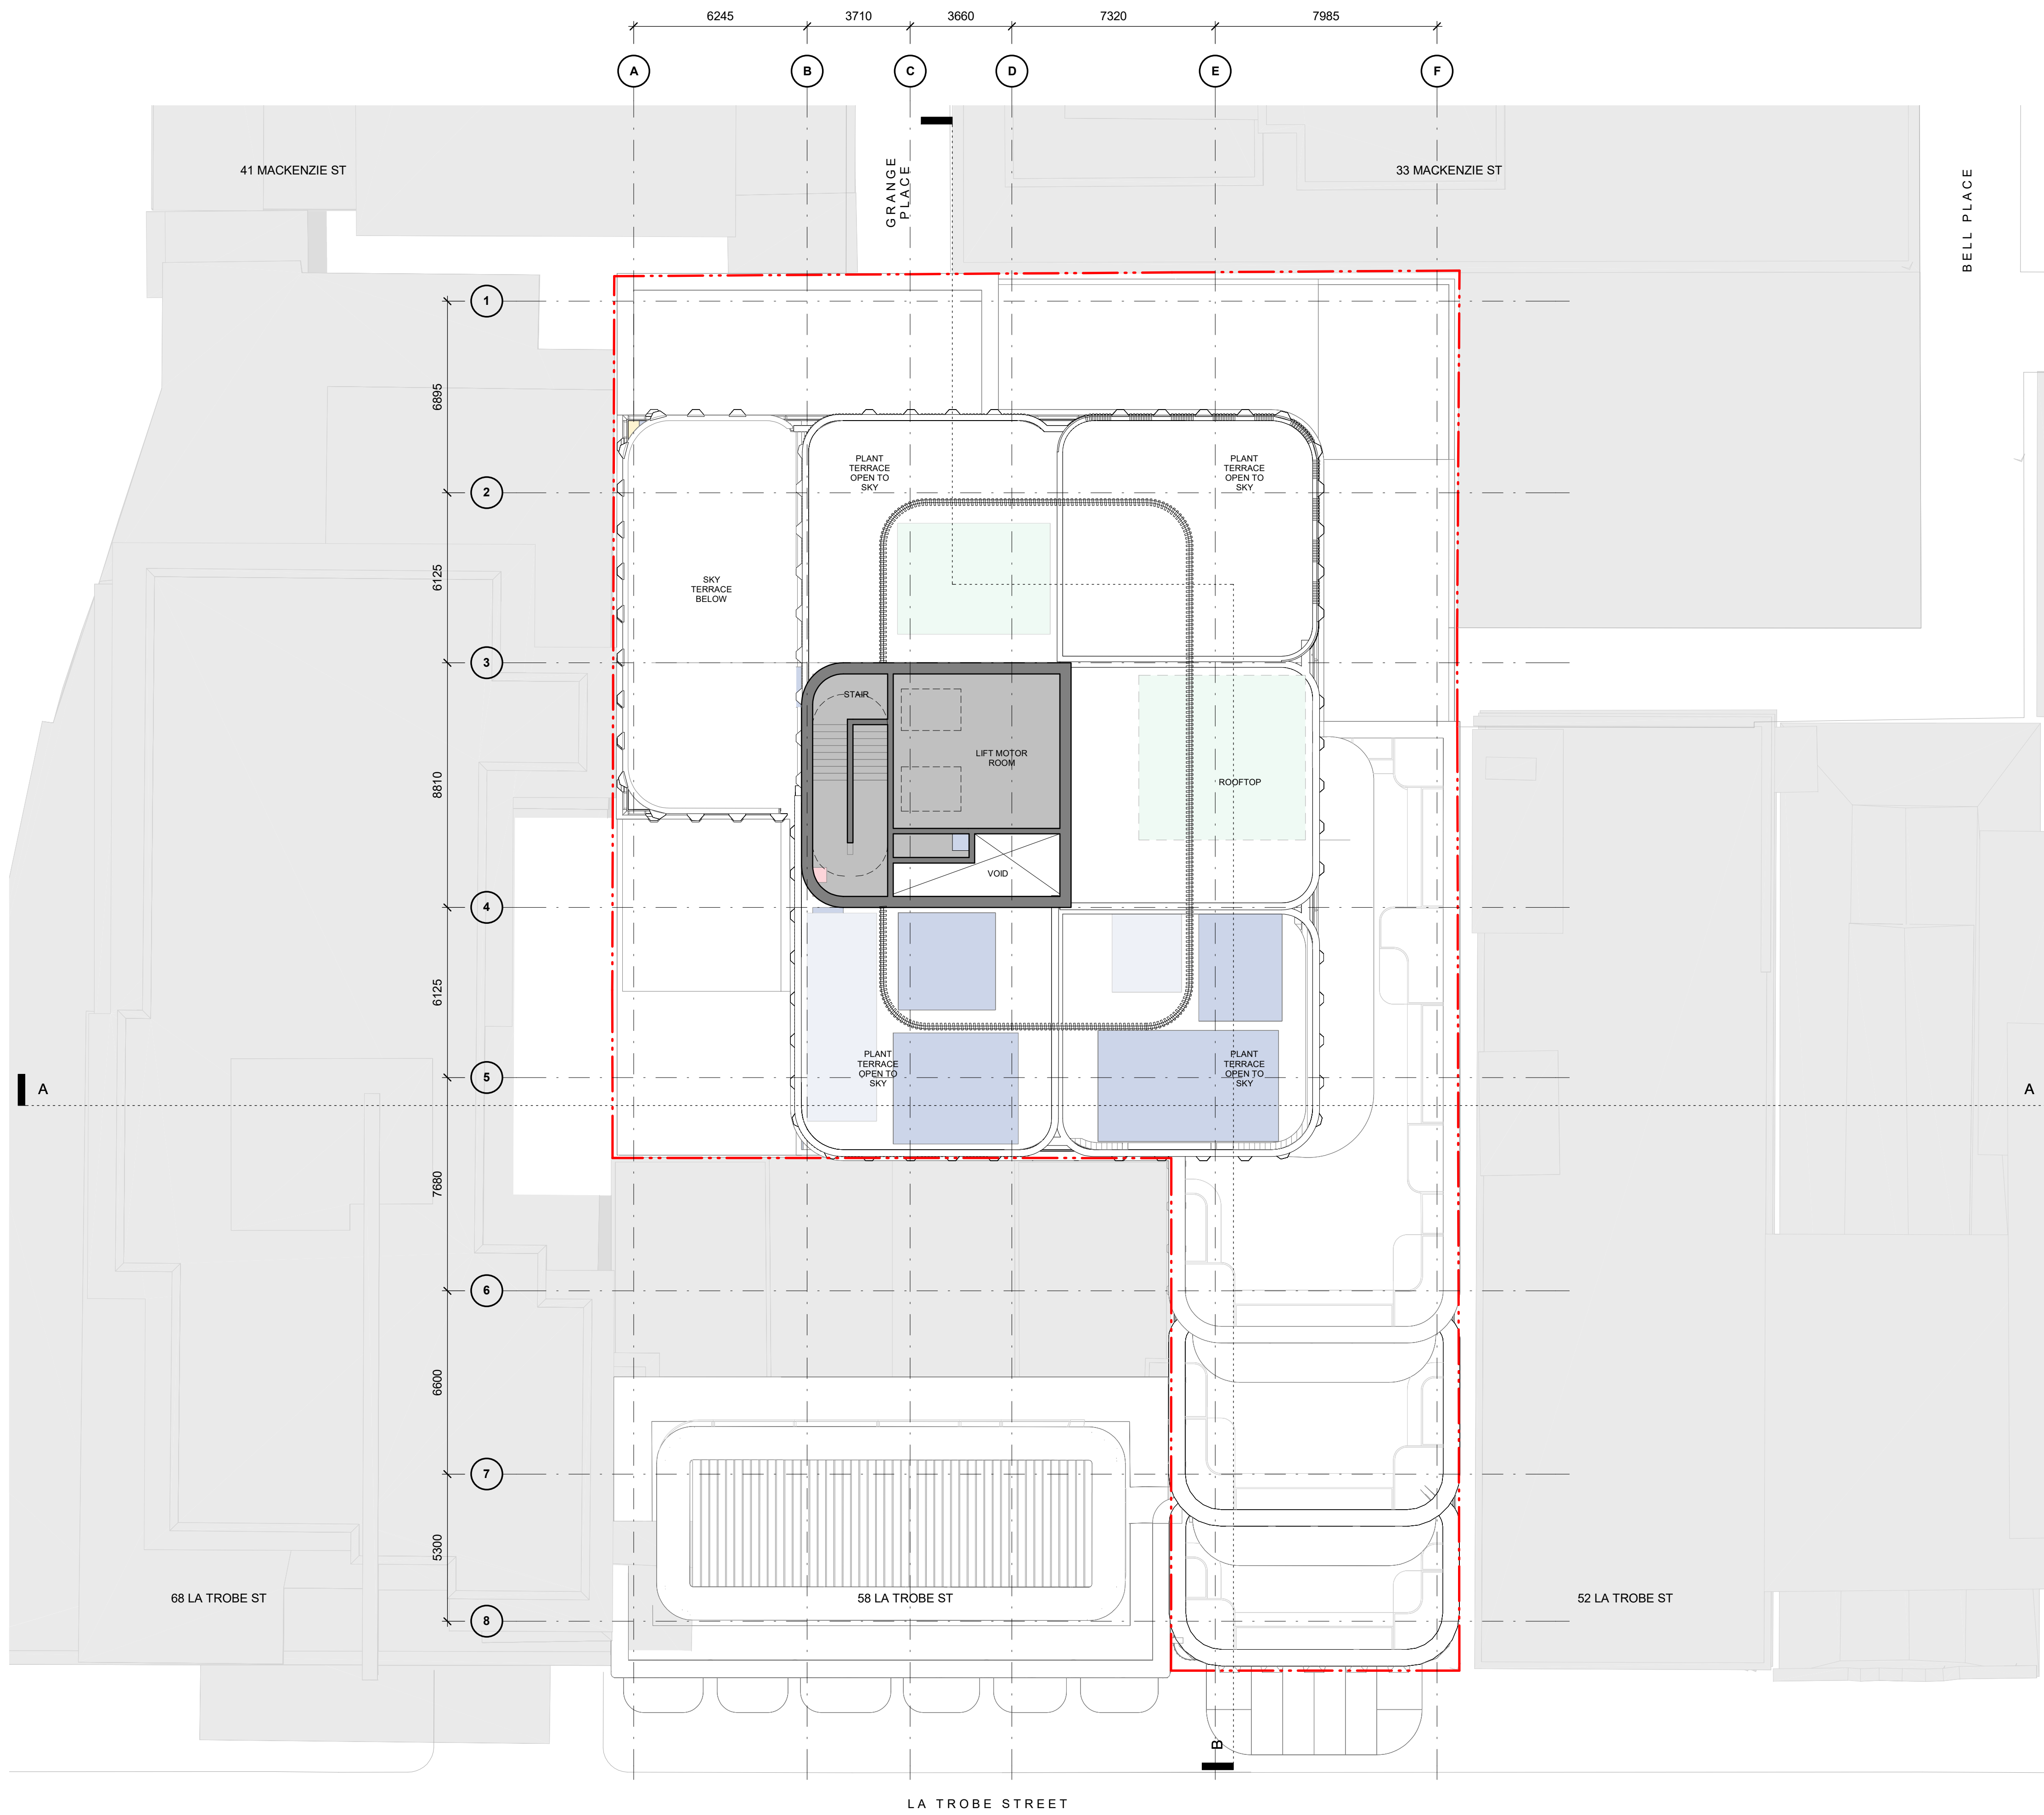 6245
3710
3660
7320
7985
A
B
C
D
E
F
41 MACKENZIE ST
GRANGE
PLACE
33 MACKENZIE ST
BELL PLACE
1
6895
PLANT
TERRACE
OPEN TO
SKY
PLANT
TERRACE
OPEN TO
SKY
2
6125
SKY
TERRACE
BELOW
3
STAIR
LIFT MOTOR
ROOM
8810
ROOFTOP
VOID
4
6125
PLANT
TERRACE
OPEN TO
SKY
PLANT
TERRACE
OPEN TO
SKY
5
A
A
7680
6
6600
7
5300
68 LA TROBE ST
58 LA TROBE ST
52 LA TROBE ST
8
B
LA TROBE STREET